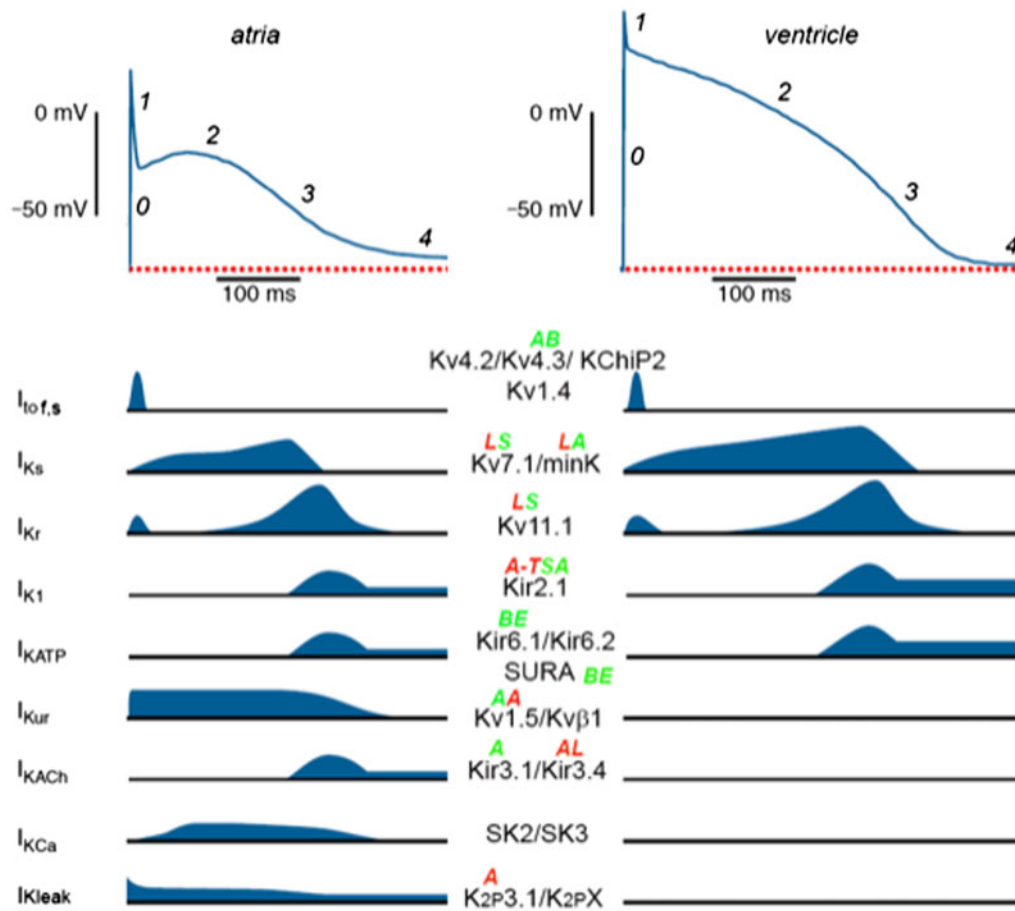 atria
ventricle
1
1
0 mV
2
0 mV
2
0
0
3
3
−50 mV
−50 mV
4
4
100 ms
100 ms
AB
Kv4.2/Kv4.3/ KChiP2
Ito f,s
Kv1.4
LS LA
IKs
Kv7.1/minK
LS
IKr
Kv11.1
A-TSA
IK1
Kir2.1
BE
IKATP
Kir6.1/Kir6.2
SURA BE
AA
IKur
Kv1.5/Kvβ1
A AL
IKACh
Kir3.1/Kir3.4
IKCa
SK2/SK3
A
IKleak
K2P3.1/K2PX